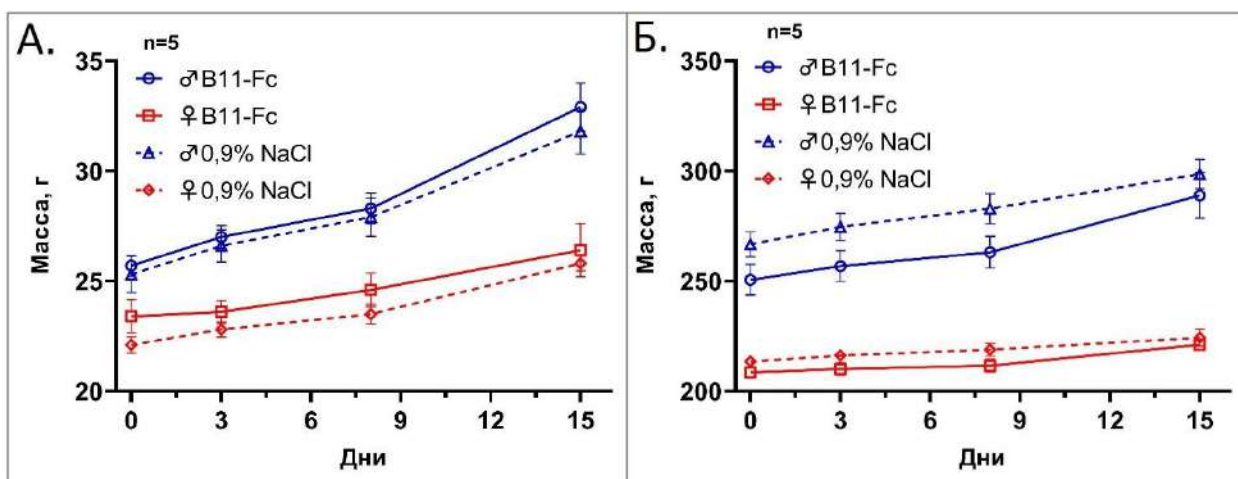 А.
n=5
♂B11-Fc
♀B11-Fc
♂0,9% NaCl
♀0,9% NaCl
35
30
25
20
Масса, г
0 3 6 9 12 15
Дни
Б.
n=5
♂B11-Fc
♀B11-Fc
♂0,9% NaCl
♀0,9% NaCl
350
300
250
200
Масса, г
0 3 6 9 12 15
Дни